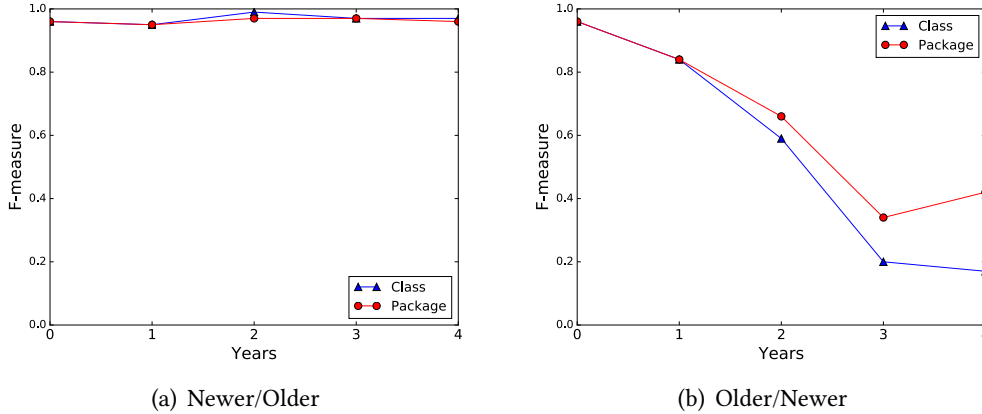 1.0
0.8
0.6
0.4
0.2
0.0
F-measure
0 1 2 3 4
Years
Class
Package
(a) Newer/Older
1.0
0.8
0.6
0.4
0.2
0.0
F-measure
0 1 2 3
Years
Class
Package
(b) Older/Newer